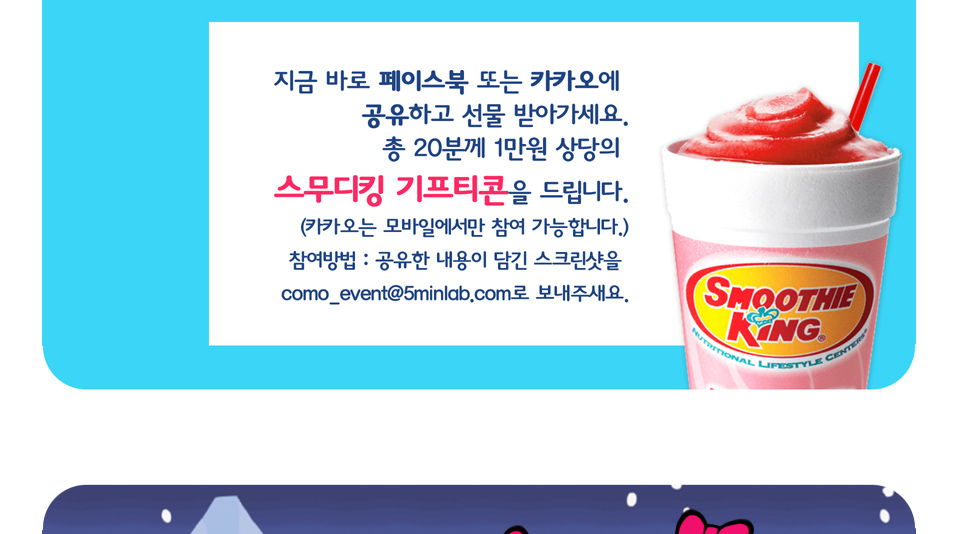 지금 바로 페이스북 또는 카카오에
공유하고 선물 받아가세요.
총 20분께 1만원 상당의
스무디킹 기프티콘을 드립니다.
(카카오는 모바일에서만 참여 가능합니다.)
참여방법 : 공유한 내용이 담긴 스크린샷을
como_event@5minlab.com로 보내주새요.
SMOOTHIE
KING®
NUTRITIONAL LIFESTYLE CENTERS®